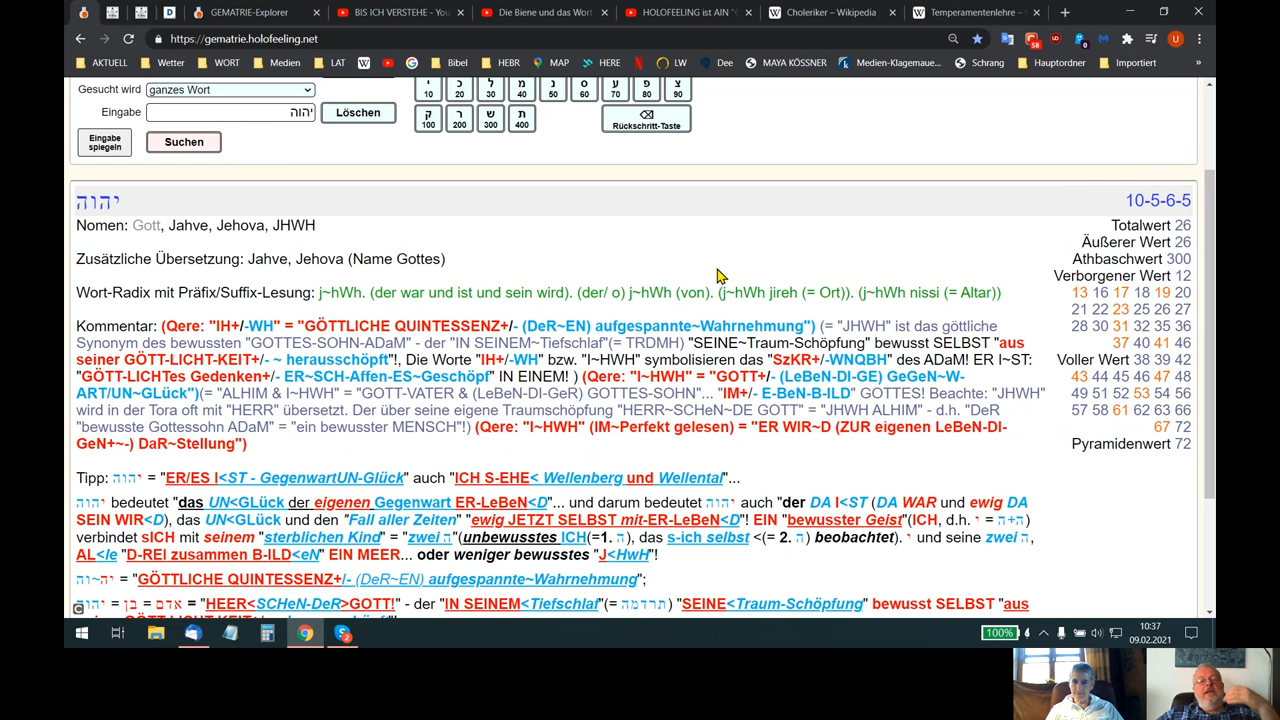 GEMATRIE-Explorer
BIS ICH VERSTEHE - You
Die Biene und das Wor
HOLOFEELING ist AIN "G
Choleriker – Wikipedia
Temperamentenlehre –
https://gematrie.holofeeling.net
AKTUELL Wetter WORT Medien LAT Bibel HEBR MAP HERE LW Dee MAYA KÖSSNER Medien-Klagemaue... Schrang Hauptordner Importiert »
Gesucht wird ganzes Wort
Eingabe יהוה Löschen
Eingabe spiegeln Suchen
י 10 כ 20 ל 30 מ 40 נ 50 ס 60 ע 70 פ 80 צ 90
ק 100 ר 200 ש 300 ת 400 Rückschritt-Taste
יהוה 10-5-6-5
Nomen: Gott, Jahve, Jehova, JHWH
Totalwert 26
Äußerer Wert 26
Zusätzliche Übersetzung: Jahve, Jehova (Name Gottes)
Athbaschwert 300
Verborgener Wert 12
Wort-Radix mit Präfix/Suffix-Lesung: j~hWh. (der war und ist und sein wird). (der/ o) j~hWh (von). (j~hWh jireh (= Ort)). (j~hWh nissi (= Altar))
13 16 17 18 19 20
21 22 23 25 26 27
28 30 31 32 35 36
37 40 41 46
Voller Wert 38 39 42
43 44 45 46 47 48
49 51 52 53 54 56
57 58 61 62 63 66
67 72
Pyramidenwert 72
Kommentar: (Qere: "IH+/-WH" = "GÖTTLICHE QUINTESSENZ+/- (DeR~EN) aufgespannte~Wahrnehmung") (= "JHWH" ist das göttliche
Synonym des bewussten "GOTTES-SOHN-ADaM" - der "IN SEINEM~Tiefschlaf"(= TRDMH) "SEINE~Traum-Schöpfung" bewusst SELBST "aus
seiner GÖTT-LICHT-KEIT+/- ~ herausschöpft"!, Die Worte "IH+/-WH" bzw. "I~HWH" symbolisieren das "SzKR+/-WNQBH" des ADaM! ER I~ST:
"GÖTT-LICHTes Gedenken+/- ER~SCH-Affen-ES~Geschöpf" IN EINEM! ) (Qere: "I~HWH" = "GOTT+/- (LeBeN-DI-GE) GeGeN~W-
ART/UN~GLück")(= "ALHIM & I~HWH" = "GOTT-VATER & (LeBeN-DI-GeR) GOTTES-SOHN"... "IM+/- E-BeN-B-ILD" GOTTES! Beachte: "JHWH"
wird in der Tora oft mit "HERR" übersetzt. Der über seine eigene Traumschöpfung "HERR~SCHeN~DE GOTT" = "JHWH ALHIM" - d.h. "DeR
"bewusste Gottessohn ADaM" = "ein bewusster MENSCH"!) (Qere: "I~HWH" (IM~Perfekt gelesen) = "ER WIR~D (ZUR eigenen LeBeN-DI-
GeN+~-) DaR~Stellung")
Tipp: יהוה = "ER/ES I<ST - GegenwartUN-Glück" auch "ICH S-EHE< Wellenberg und Wellental"...
יהוה bedeutet "das UN<GLück der eigenen Gegenwart ER-LeBeN<D"... und darum bedeutet יהוה auch "der DA I<ST (DA WAR und ewig DA
SEIN WIR<D), das UN<GLück und den "Fall aller Zeiten" "ewig JETZT SELBST mit-ER-LeBeN<D"! EIN "bewusster Geist"(ICH, d.h. י = ה+ה)
verbindet sICH mit seinem "sterblichen Kind" = "zwei ה"(unbewusstes ICH(=1. ה), das s-ich selbst <(= 2. ה) beobachtet). י und seine zwei ה,
AL<le "D-REI zusammen B-ILD<eN" EIN MEER... oder weniger bewusstes "J<HwH"!
יה~וה = "GÖTTLICHE QUINTESSENZ+/- (DeR~EN) aufgespannte~Wahrnehmung";
יהוה = בן = אדם = "HEER<SCHeN-DeR>GOTT!" - der "IN SEINEM<Tiefschlaf"(= תרדמה) "SEINE<Traum-Schöpfung" bewusst SELBST "aus
100%
10:37
09.02.2021